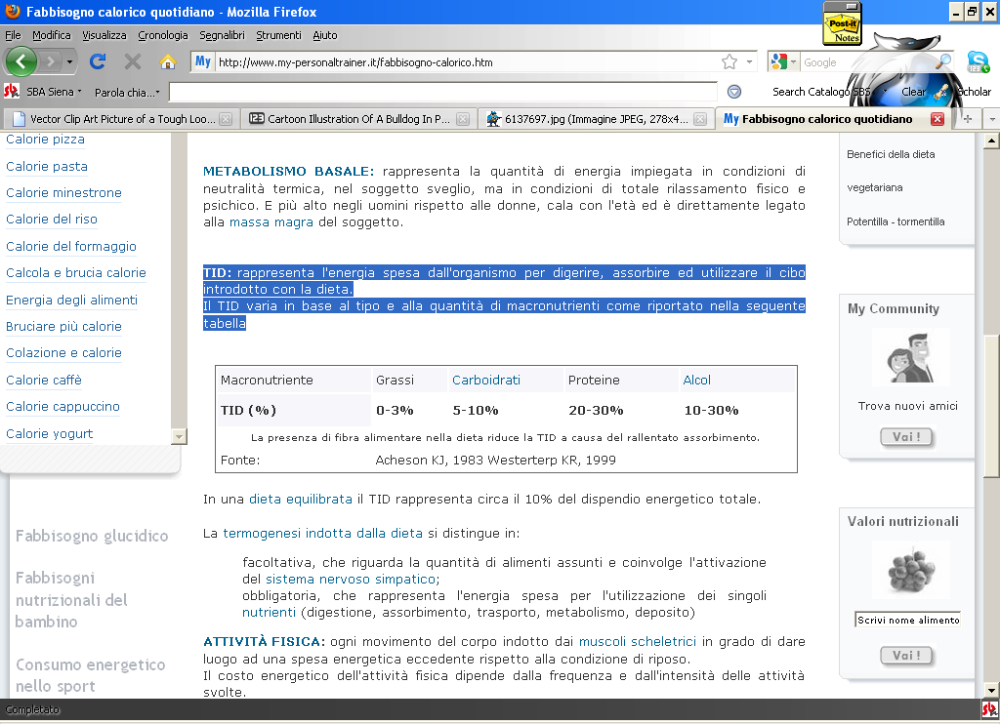 Fabbisogno calorico quotidiano - Mozilla Firefox
Post-it
Notes
File Modifica Visualizza Cronologia Segnalibri Strumenti Aiuto
My http://www.my-personaltrainer.it/fabbisogno-calorico.htm
Google
SBA Siena Parola chia...
Search Catalogo SBS Clear Scholar
Vector Clip Art Picture of a Tough Loo...
123 Cartoon Illustration Of A Bulldog In P...
6137697.jpg (Immagine JPEG, 278x4...
My Fabbisogno calorico quotidiano
Calorie pizza
Calorie pasta
Calorie minestrone
Calorie del riso
Calorie del formaggio
Calcola e brucia calorie
Energia degli alimenti
Bruciare più calorie
Colazione e calorie
Calorie caffè
Calorie cappuccino
Calorie yogurt
Fabbisogno glucidico
Fabbisogni
nutrizionali del
bambino
Consumo energetico
nello sport
METABOLISMO BASALE: rappresenta la quantità di energia impiegata in condizioni di
neutralità termica, nel soggetto sveglio, ma in condizioni di totale rilassamento fisico e
psichico. E più alto negli uomini rispetto alle donne, cala con l'età ed è direttamente legato
alla massa magra del soggetto.
TID: rappresenta l'energia spesa dall'organismo per digerire, assorbire ed utilizzare il cibo
introdotto con la dieta.
Il TID varia in base al tipo e alla quantità di macronutrienti come riportato nella seguente
tabella
Macronutriente Grassi Carboidrati Proteine Alcol
TID (%) 0-3% 5-10% 20-30% 10-30%
La presenza di fibra alimentare nella dieta riduce la TID a causa del rallentato assorbimento.
Fonte: Acheson KJ, 1983 Westerterp KR, 1999
In una dieta equilibrata il TID rappresenta circa il 10% del dispendio energetico totale.
La termogenesi indotta dalla dieta si distingue in:
facoltativa, che riguarda la quantità di alimenti assunti e coinvolge l'attivazione
del sistema nervoso simpatico;
obbligatoria, che rappresenta l'energia spesa per l'utilizzazione dei singoli
nutrienti (digestione, assorbimento, trasporto, metabolismo, deposito)
ATTIVITÀ FISICA: ogni movimento del corpo indotto dai muscoli scheletrici in grado di dare
luogo ad una spesa energetica eccedente rispetto alla condizione di riposo.
Il costo energetico dell'attività fisica dipende dalla frequenza e dall'intensità delle attività
svolte.
Benefici della dieta
vegetariana
Potentilla - tormentilla
My Community
Trova nuovi amici
Vai !
Valori nutrizionali
Scrivi nome alimento
Vai !
Completato